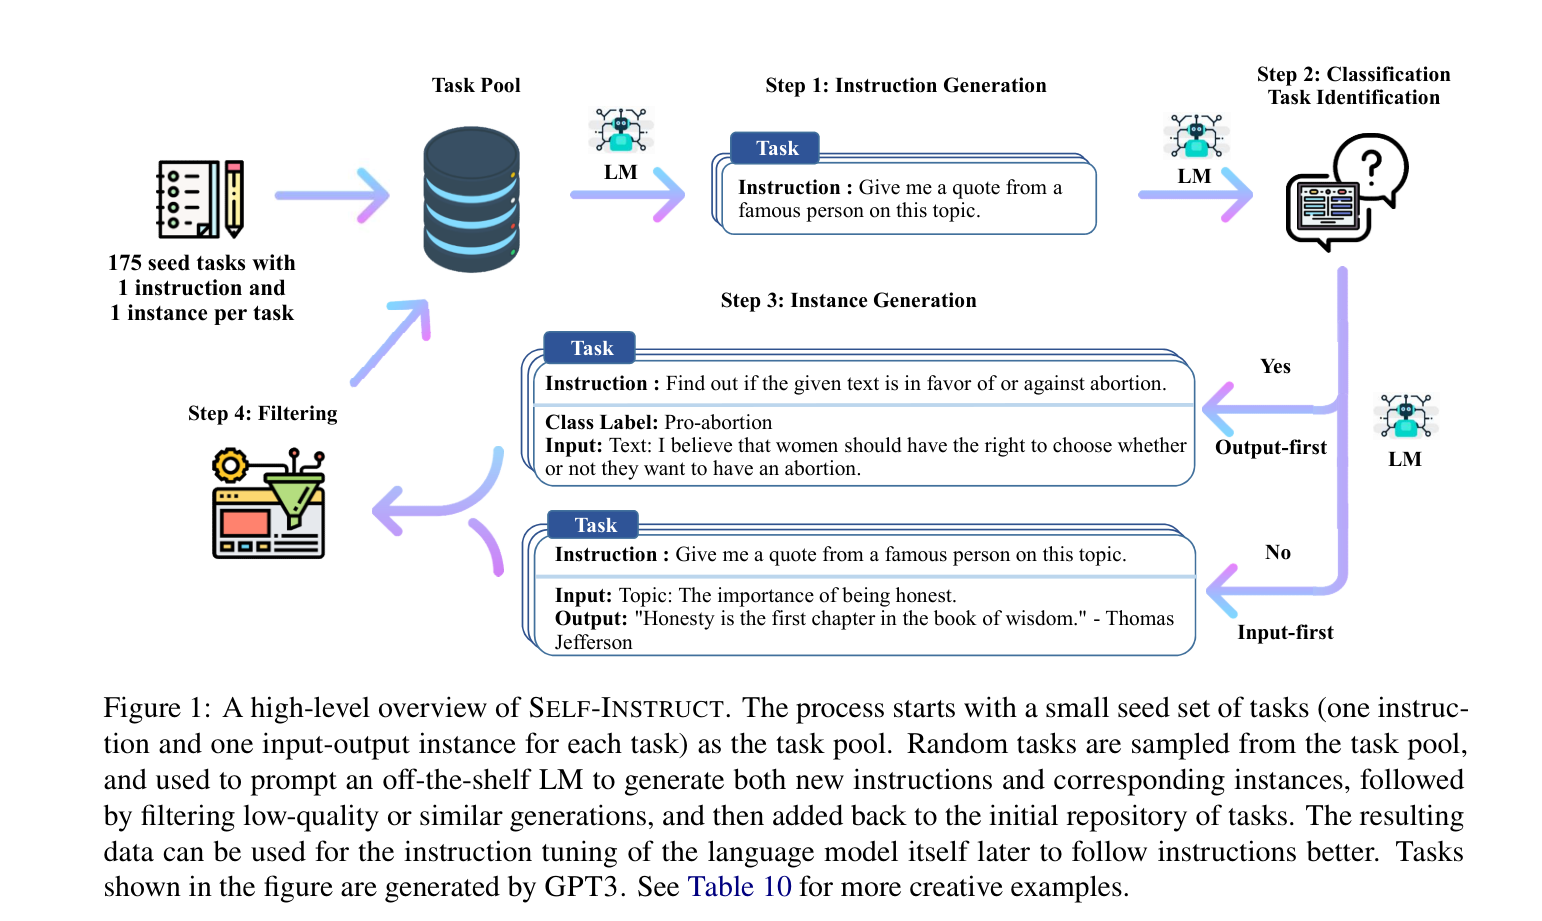 Task Pool
Step 1: Instruction Generation
Step 2: Classification
Task Identification
LM
Task
Instruction : Give me a quote from a
famous person on this topic.
LM
175 seed tasks with
1 instruction and
1 instance per task
Step 3: Instance Generation
Task
Instruction : Find out if the given text is in favor of or against abortion.
Class Label: Pro-abortion
Input: Text: I believe that women should have the right to choose whether
or not they want to have an abortion.
Yes
Output-first
LM
Step 4: Filtering
Task
Instruction : Give me a quote from a famous person on this topic.
Input: Topic: The importance of being honest.
Output: "Honesty is the first chapter in the book of wisdom." - Thomas
Jefferson
No
Input-first
Figure 1: A high-level overview of SELF-INSTRUCT. The process starts with a small seed set of tasks (one instruc-
tion and one input-output instance for each task) as the task pool. Random tasks are sampled from the task pool,
and used to prompt an off-the-shelf LM to generate both new instructions and corresponding instances, followed
by filtering low-quality or similar generations, and then added back to the initial repository of tasks. The resulting
data can be used for the instruction tuning of the language model itself later to follow instructions better. Tasks
shown in the figure are generated by GPT3. See Table 10 for more creative examples.